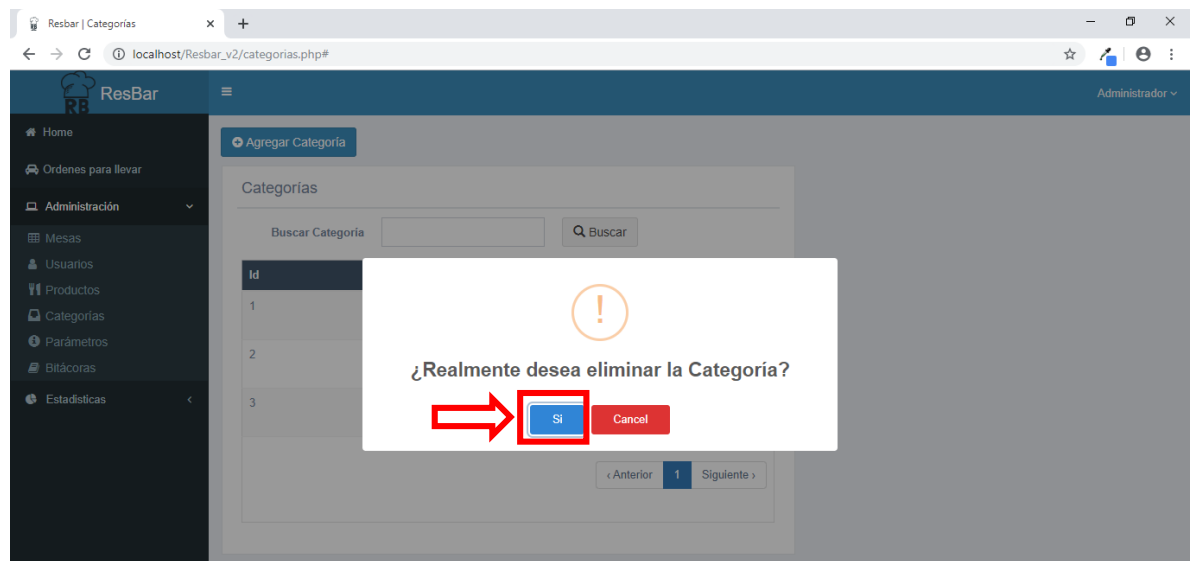 Resbar | Categorías
localhost/Resbar_v2/categorias.php#
RB ResBar
Administrador
Home
Ordenes para llevar
Administración
Mesas
Usuarios
Productos
Categorías
Parámetros
Bitácoras
Estadisticas
Agregar Categoría
Categorías
Buscar Categoría Buscar
Id
1
2
3
¿Realmente desea eliminar la Categoría?
Si Cancel
‹ Anterior 1 Siguiente ›